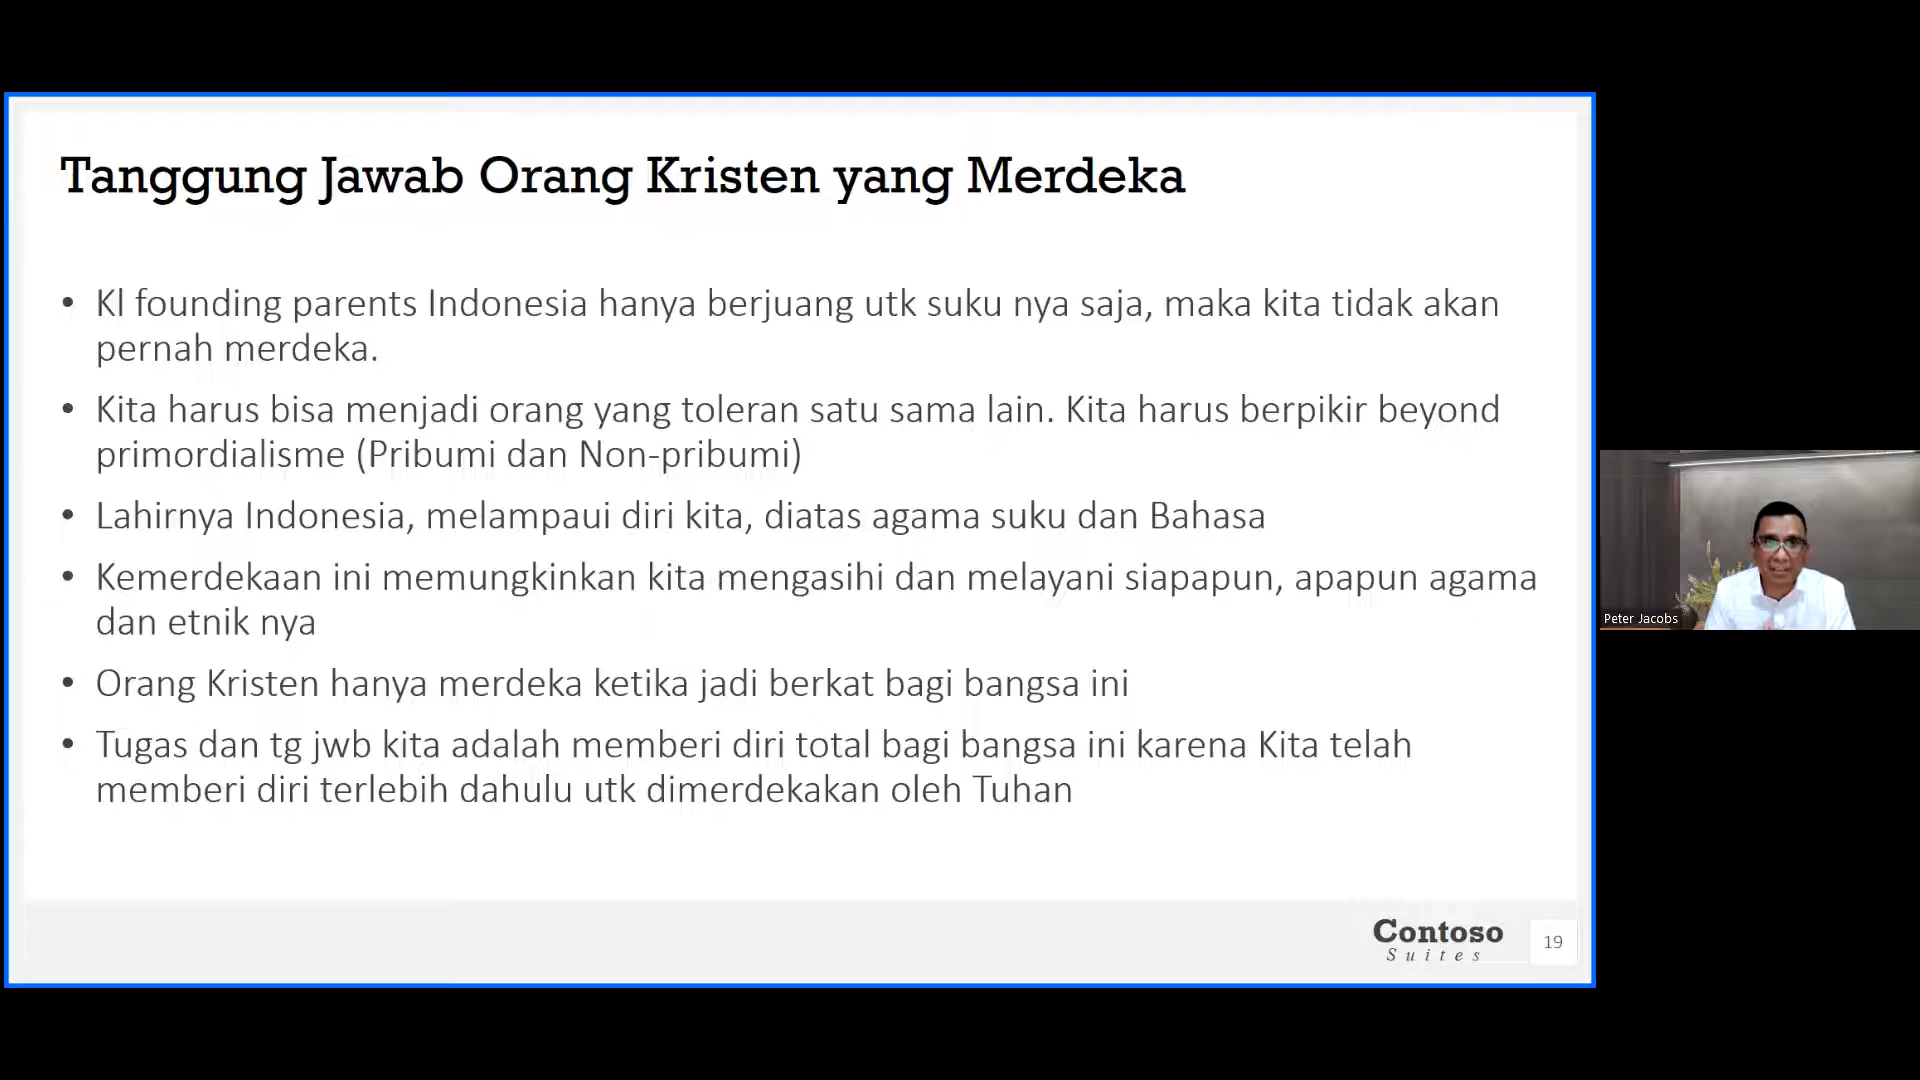 Tanggung Jawab Orang Kristen yang Merdeka
• Kl founding parents Indonesia hanya berjuang utk suku nya saja, maka kita tidak akan
pernah merdeka.
• Kita harus bisa menjadi orang yang toleran satu sama lain. Kita harus berpikir beyond
primordialisme (Pribumi dan Non-pribumi)
• Lahirnya Indonesia, melampaui diri kita, diatas agama suku dan Bahasa
• Kemerdekaan ini memungkinkan kita mengasihi dan melayani siapapun, apapun agama
dan etnik nya
• Orang Kristen hanya merdeka ketika jadi berkat bagi bangsa ini
• Tugas dan tg jwb kita adalah memberi diri total bagi bangsa ini karena Kita telah
memberi diri terlebih dahulu utk dimerdekakan oleh Tuhan
Contoso
Suites
19
Peter Jacobs